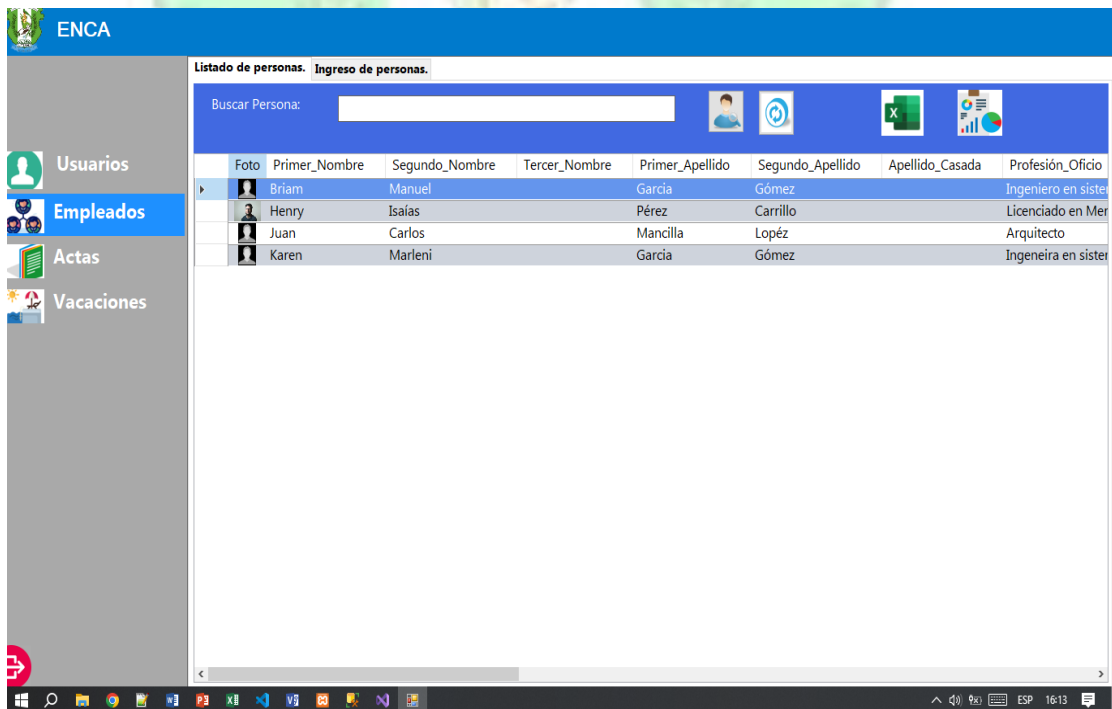 ENCA
Listado de personas. Ingreso de personas.
Buscar Persona:
Usuarios
Empleados
Actas
Vacaciones
Foto Primer_Nombre Segundo_Nombre Tercer_Nombre Primer_Apellido Segundo_Apellido Apellido_Casada Profesión_Oficio
Briam Manuel Garcia Gómez Ingeniero en sister
Henry Isaías Pérez Carrillo Licenciado en Mer
Juan Carlos Mancilla Lopéz Arquitecto
Karen Marleni Garcia Gómez Ingeneira en sister
ESP 16:13